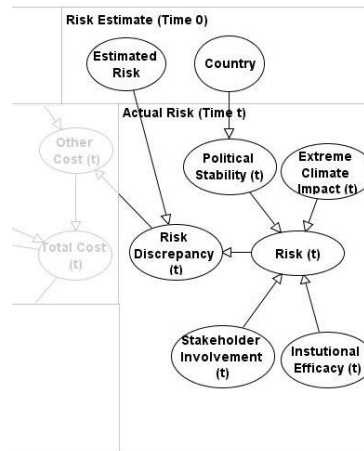 Risk Estimate (Time 0)
Estimated
Risk
Country
Actual Risk (Time t)
Other
Cost (t)
Political
Stability (t)
Extreme
Climate
Impact (t)
Total Cost
(t)
Risk
Discrepancy
(t)
Risk (t)
Stakeholder
Involvement
(t)
Instutional
Efficacy (t)